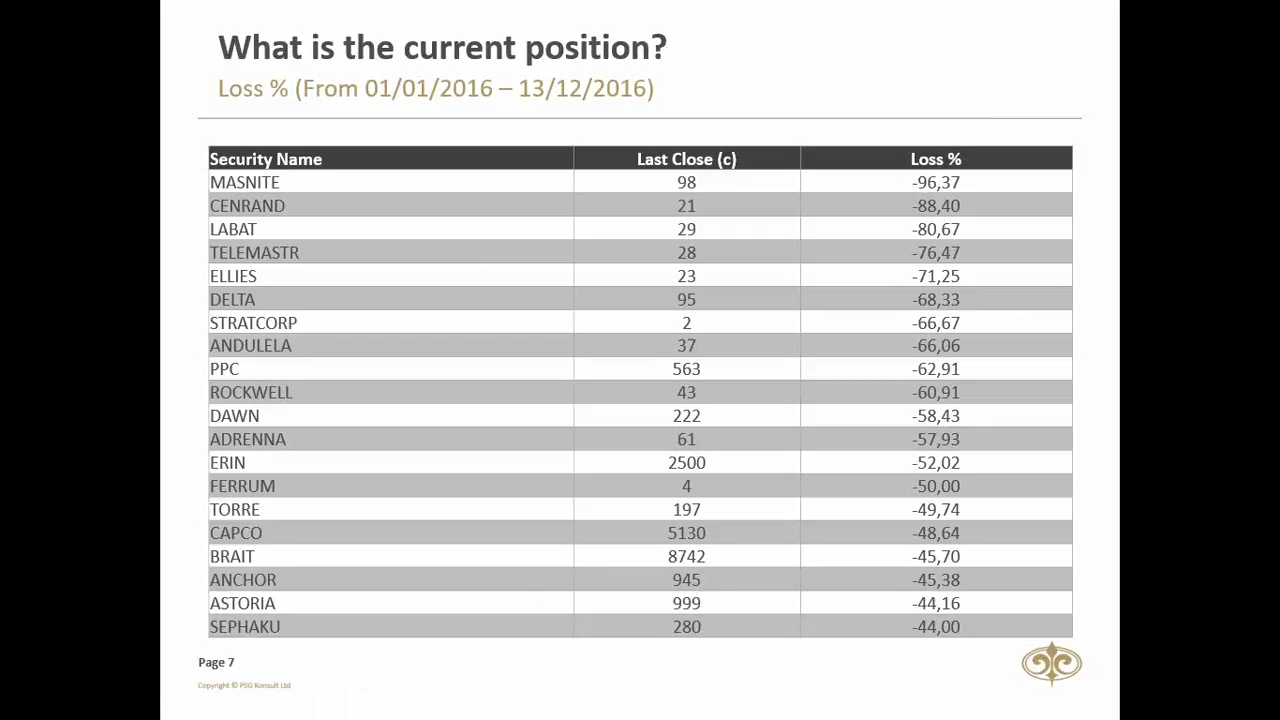 What is the current position?
Loss % (From 01/01/2016 – 13/12/2016)
Security Name Last Close (c) Loss %
MASNITE 98 -96,37
CENRAND 21 -88,40
LABAT 29 -80,67
TELEMASTR 28 -76,47
ELLIES 23 -71,25
DELTA 95 -68,33
STRATCORP 2 -66,67
ANDULELA 37 -66,06
PPC 563 -62,91
ROCKWELL 43 -60,91
DAWN 222 -58,43
ADRENNA 61 -57,93
ERIN 2500 -52,02
FERRUM 4 -50,00
TORRE 197 -49,74
CAPCO 5130 -48,64
BRAIT 8742 -45,70
ANCHOR 945 -45,38
ASTORIA 999 -44,16
SEPHAKU 280 -44,00
Page 7
Copyright © PSG Konsult Ltd